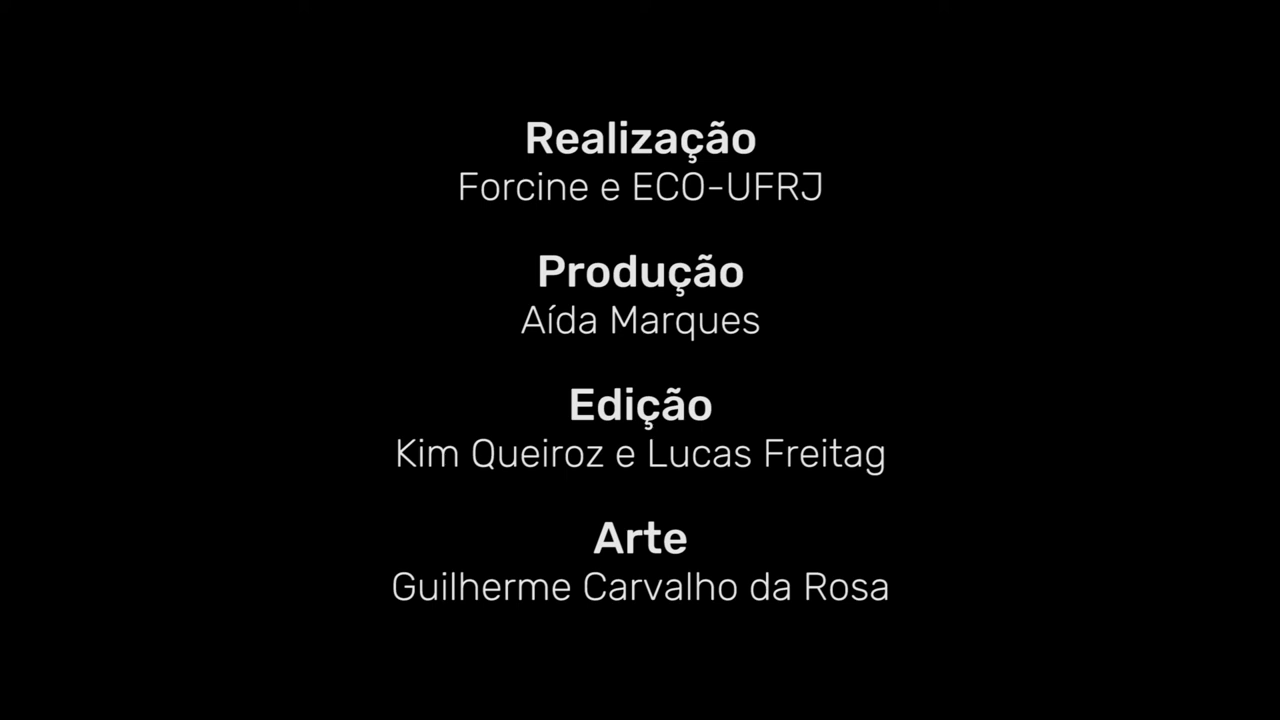 Realização
Forcine e ECO-UFRJ
Produção
Aída Marques
Edição
Kim Queiroz e Lucas Freitag
Arte
Guilherme Carvalho da Rosa